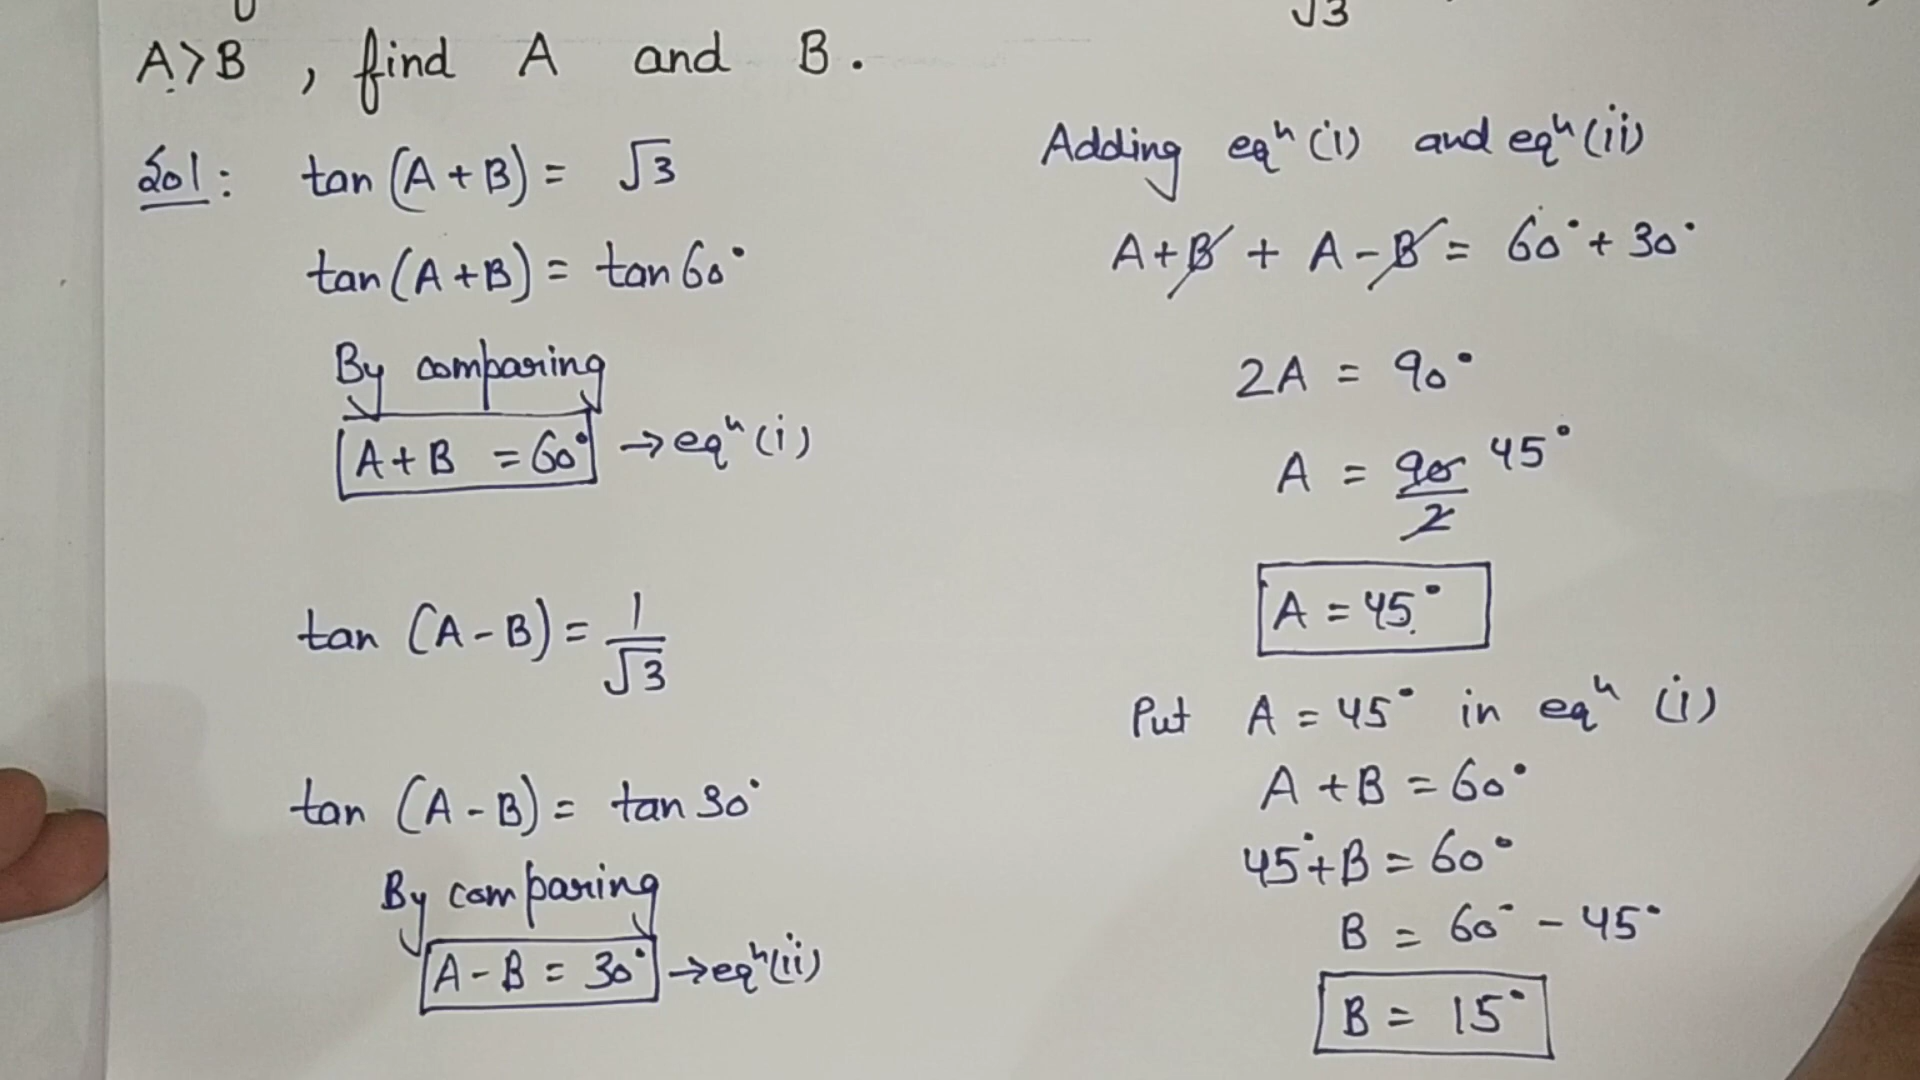 √3
A>B , find A and B.
Sol: tan (A+B) = √3
tan (A+B) = tan 60°
By comparing
A+B = 60° → eqⁿ (i)
tan (A-B) = 1/√3
tan (A-B) = tan 30°
By comparing
A-B = 30° → eqⁿ (ii)
Adding eqⁿ (i) and eqⁿ (ii)
A+B + A-B = 60° + 30°
2A = 90°
A = 90/2 45°
A = 45°
Put A = 45° in eqⁿ (i)
A + B = 60°
45°+B = 60°
B = 60° - 45°
B = 15°